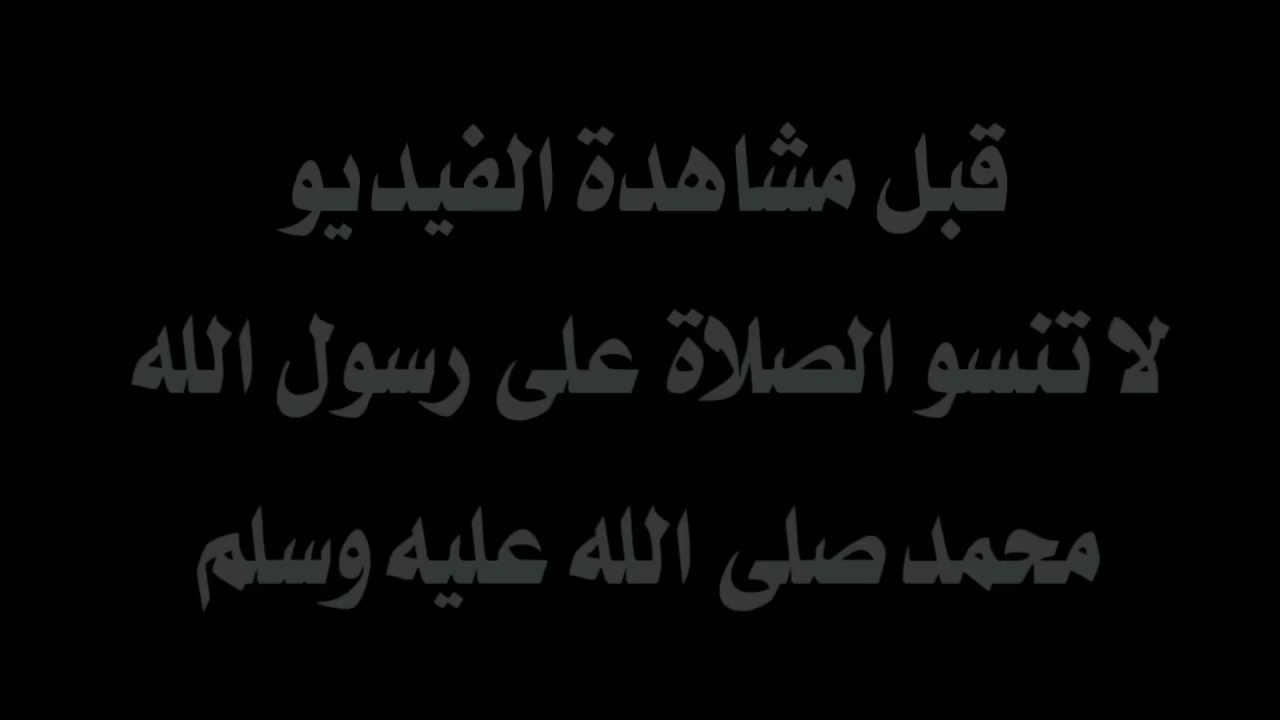 قبل مشاهدة الفيديو
لا تنسو الصلاة على رسول الله
محمد صلى الله عليه وسلم